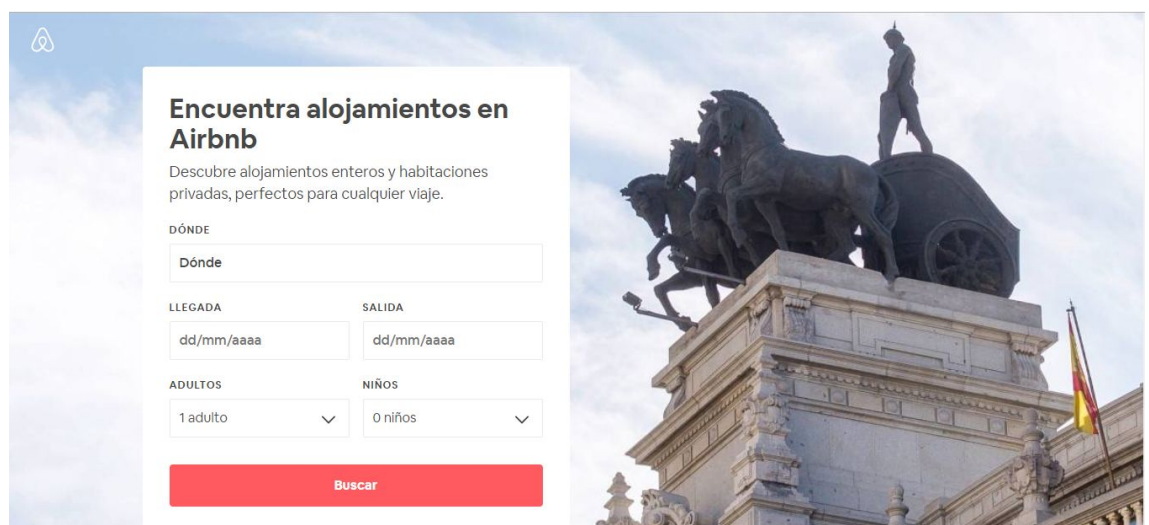 Encuentra alojamientos en
Airbnb
Descubre alojamientos enteros y habitaciones
privadas, perfectos para cualquier viaje.
DÓNDE
Dónde
LLEGADA
SALIDA
dd/mm/aaaa
dd/mm/aaaa
ADULTOS
NIÑOS
1 adulto
0 niños
Buscar